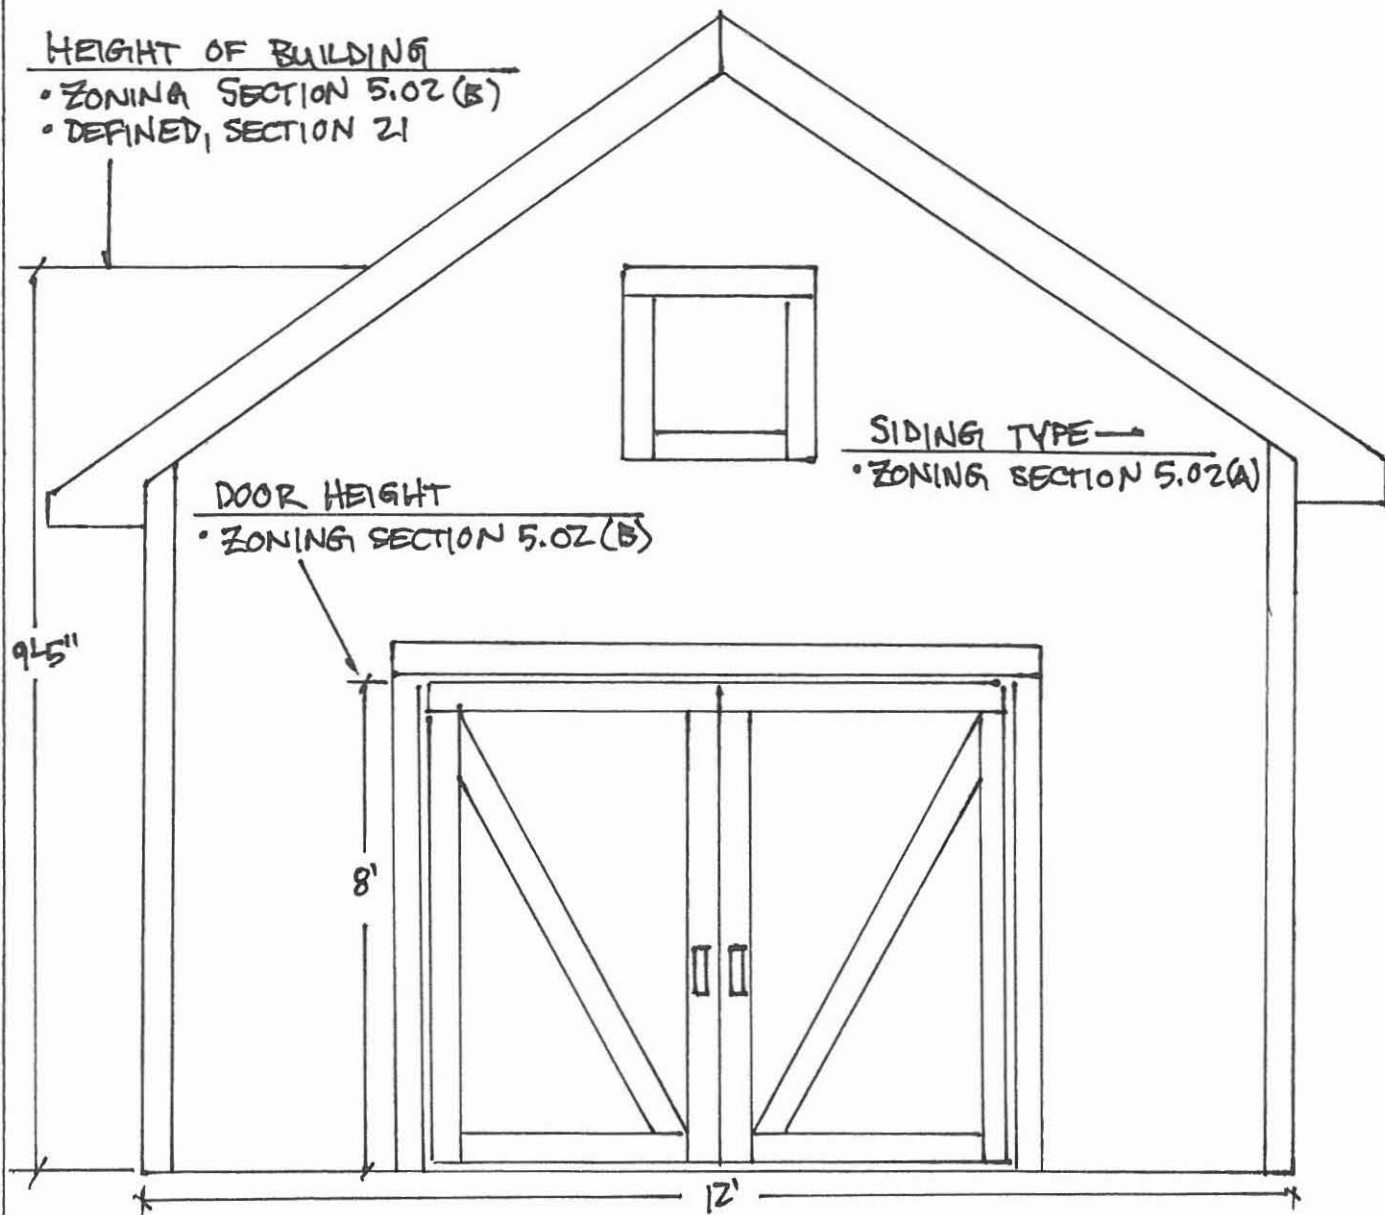 HEIGHT OF BUILDING
• ZONING SECTION 5.02 (B)
• DEFINED, SECTION 21
SIDING TYPE
• ZONING SECTION 5.02(A)
DOOR HEIGHT
• ZONING SECTION 5.02 (B)
9'-5"
8'
12'